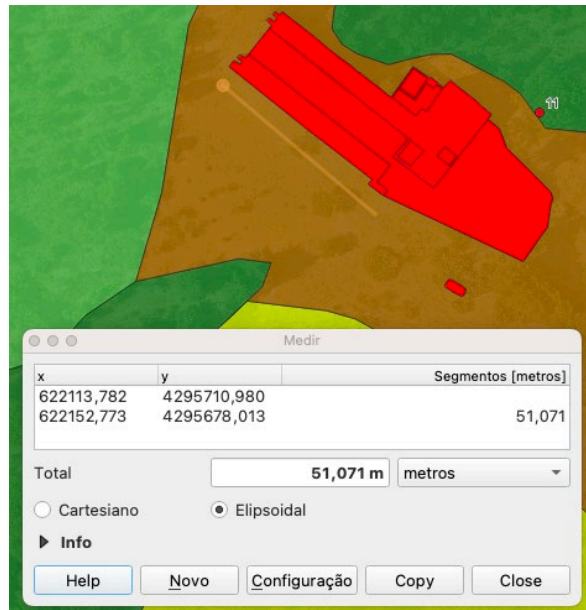 11
Medir
x y Segmentos [metros]
622113,782 4295710,980
622152,773 4295678,013 51,071
Total 51,071 m metros
Cartesiano Elipsoidal
Info
Help Novo Configuração Copy Close